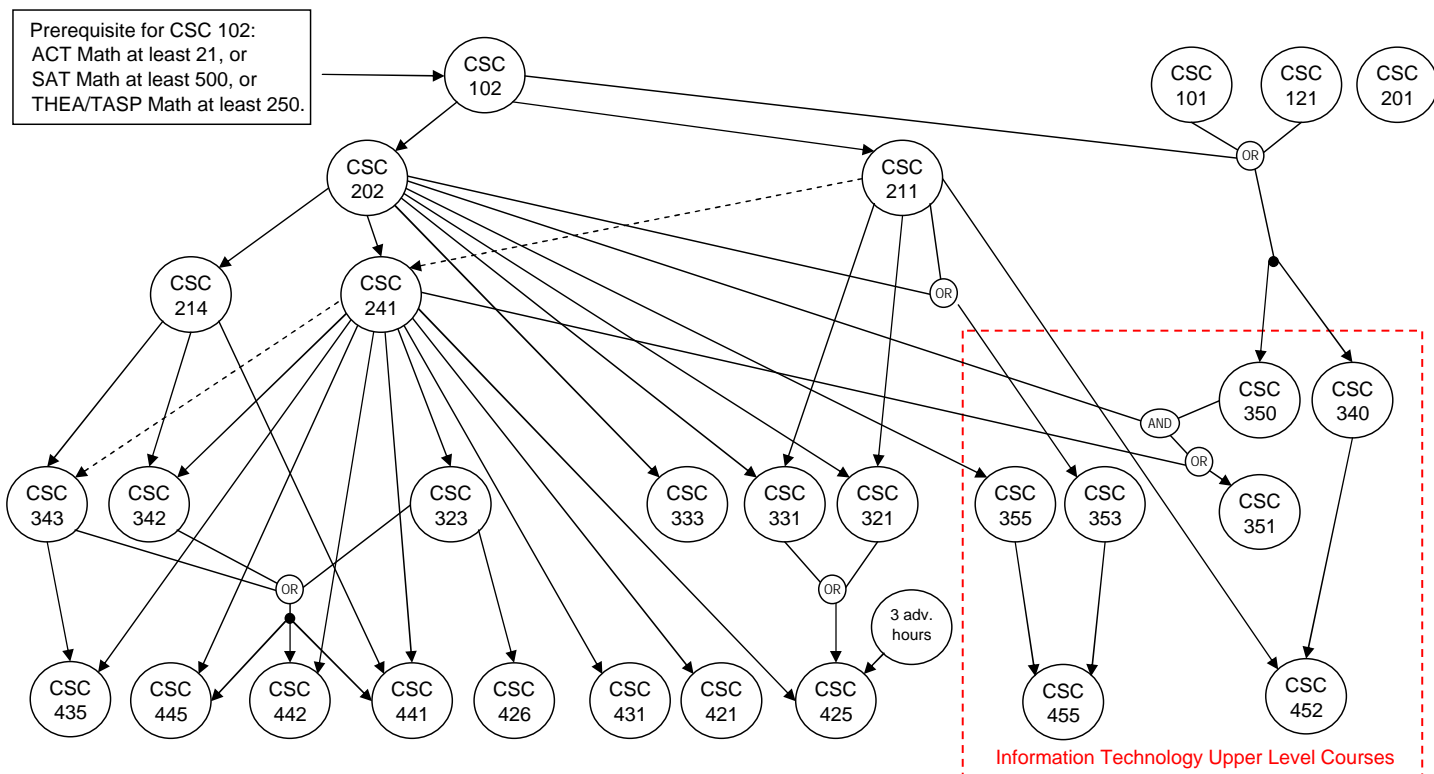 Prerequisite for CSC 102:
ACT Math at least 21, or
SAT Math at least 500, or
THEA/TASP Math at least 250.
CSC
102
CSC
101
CSC
121
CSC
201
OR
CSC
202
CSC
211
CSC
214
CSC
241
OR
CSC
350
CSC
340
AND
OR
CSC
343
CSC
342
CSC
323
CSC
333
CSC
331
CSC
321
CSC
355
CSC
353
CSC
351
OR
OR
3 adv.
hours
CSC
435
CSC
445
CSC
442
CSC
441
CSC
426
CSC
431
CSC
421
CSC
425
CSC
455
CSC
452
Information Technology Upper Level Courses